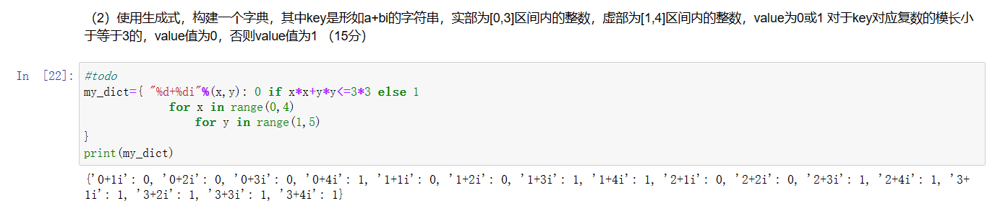 （2）使用生成式，构建一个字典，其中key是形如a+bi的字符串，实部为[0,3]区间内的整数，虚部为[1,4]区间内的整数，value为0或1 对于key对应复数的模长小
于等于3的，value值为0，否则value值为1 （15分）
In [22]: #todo
my_dict={ "%d+%di"%(x,y): 0 if x*x+y*y<=3*3 else 1
for x in range(0,4)
for y in range(1,5)
}
print(my_dict)
{'0+1i': 0, '0+2i': 0, '0+3i': 0, '0+4i': 1, '1+1i': 0, '1+2i': 0, '1+3i': 1, '1+4i': 1, '2+1i': 0, '2+2i': 0, '2+3i': 1, '2+4i': 1, '3+
1i': 1, '3+2i': 1, '3+3i': 1, '3+4i': 1}